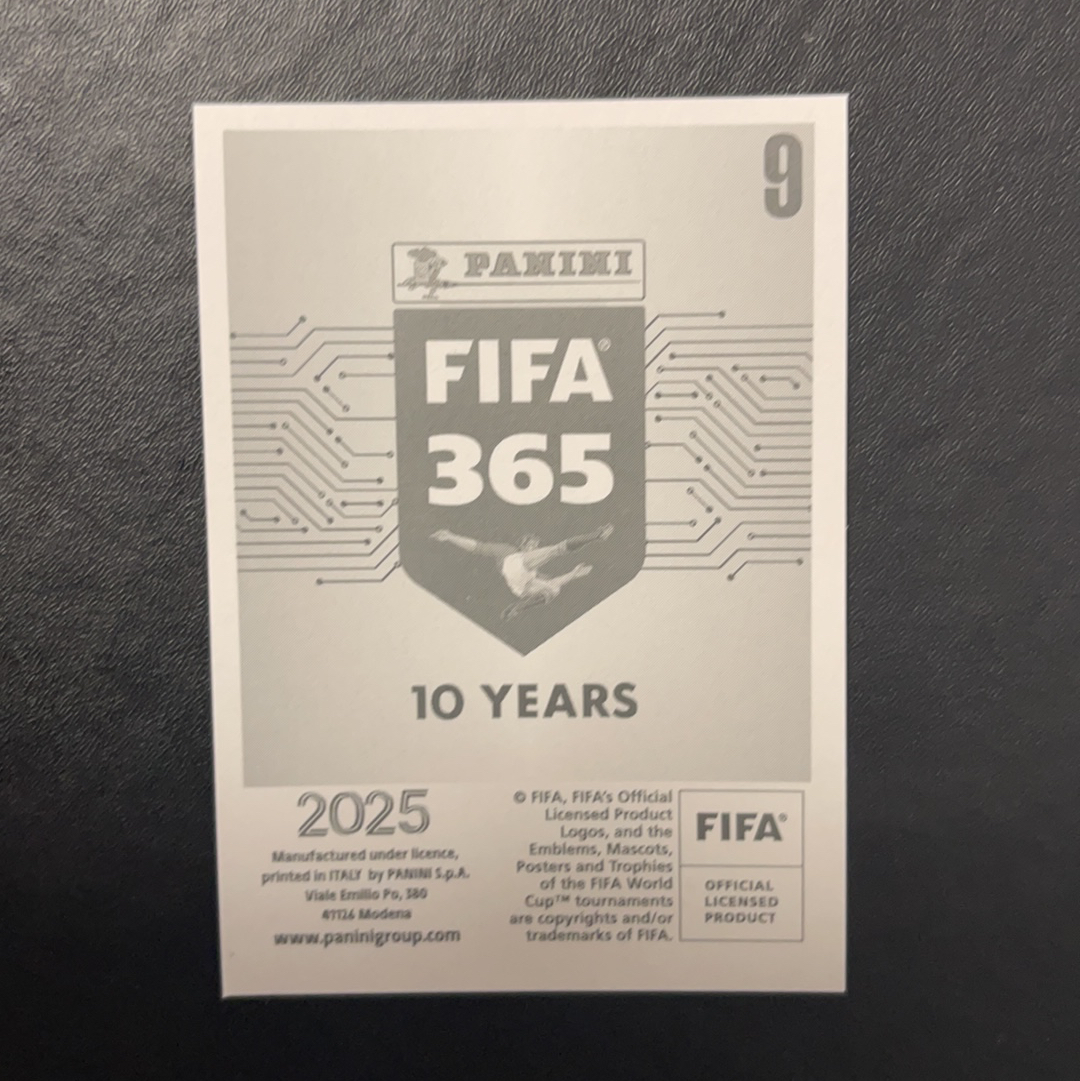 9
PANINI
FIFA®
365
10 YEARS
2025
Manufactured under licence,
printed in ITALY by PANINI S.p.A.
Viale Emilio Po, 380
41126 Modena
www.paninigroup.com
© FIFA, FIFA's Official
Licensed Product
Logos, and the
Emblems, Mascots,
Posters and Trophies
of the FIFA World
Cup™ tournaments
are copyrights and/or
trademarks of FIFA.
FIFA®
OFFICIAL
LICENSED
PRODUCT